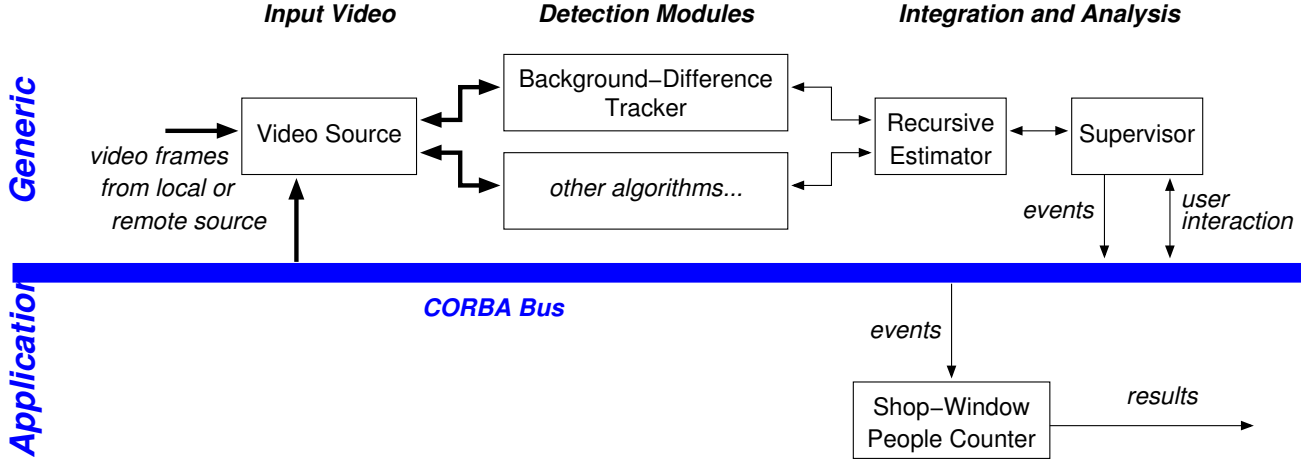 Input Video
Detection Modules
Integration and Analysis
Generic
Background−Difference
Tracker
Video Source
Recursive
Estimator
Supervisor
video frames
from local or
remote source
other algorithms...
events
user
interaction
CORBA Bus
Application
events
Shop−Window
People Counter
results